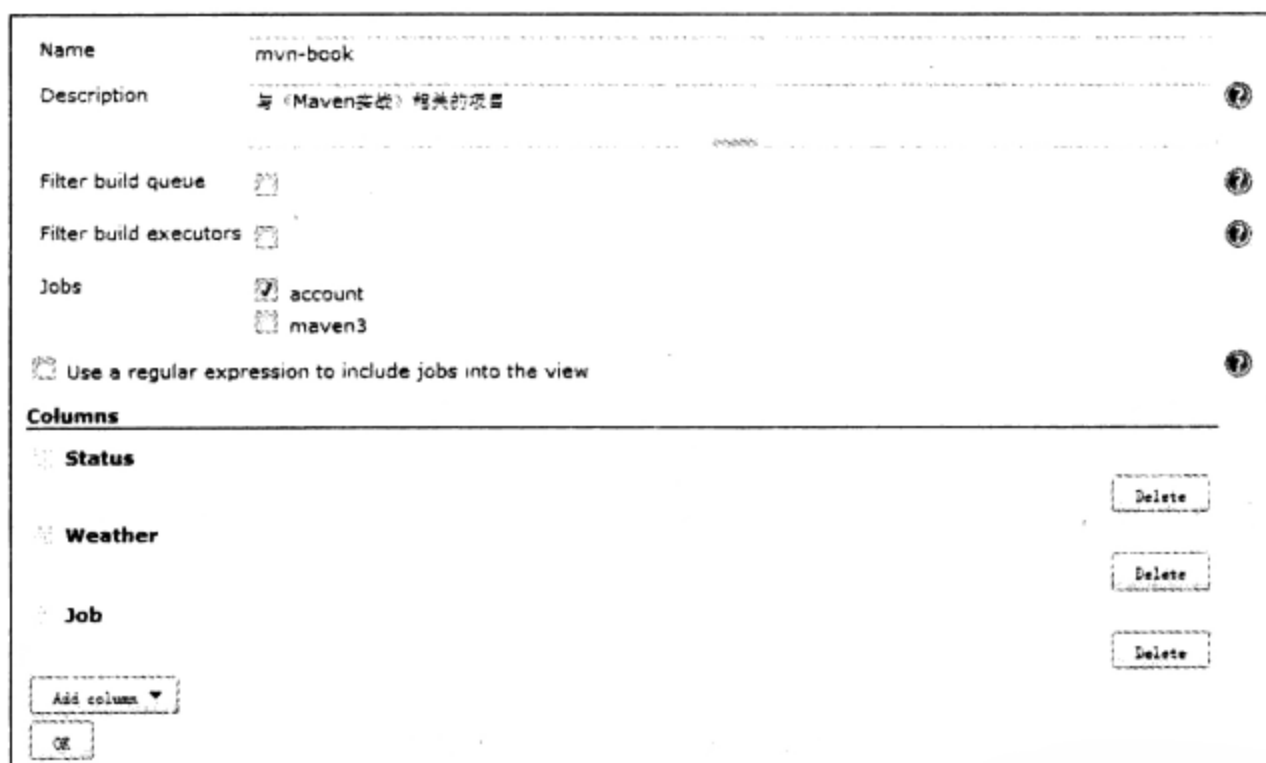 Name mvn-book
Description 与《Maven实战》相关的项目
Filter build queue
Filter build executors
Jobs account
maven3
Use a regular expression to include jobs into the view
Columns
Status
Delete
Weather
Delete
Job
Delete
Add column
OK